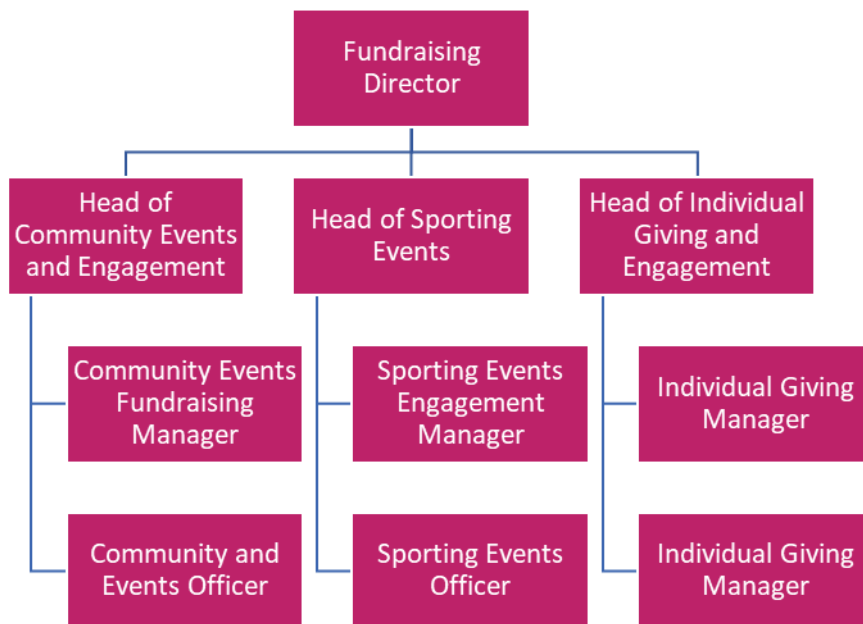 Fundraising
Director
Head of
Community Events
and Engagement
Head of Sporting
Events
Head of Individual
Giving and
Engagement
Community Events
Fundraising
Manager
Sporting Events
Engagement
Manager
Individual Giving
Manager
Community and
Events Officer
Sporting Events
Officer
Individual Giving
Manager